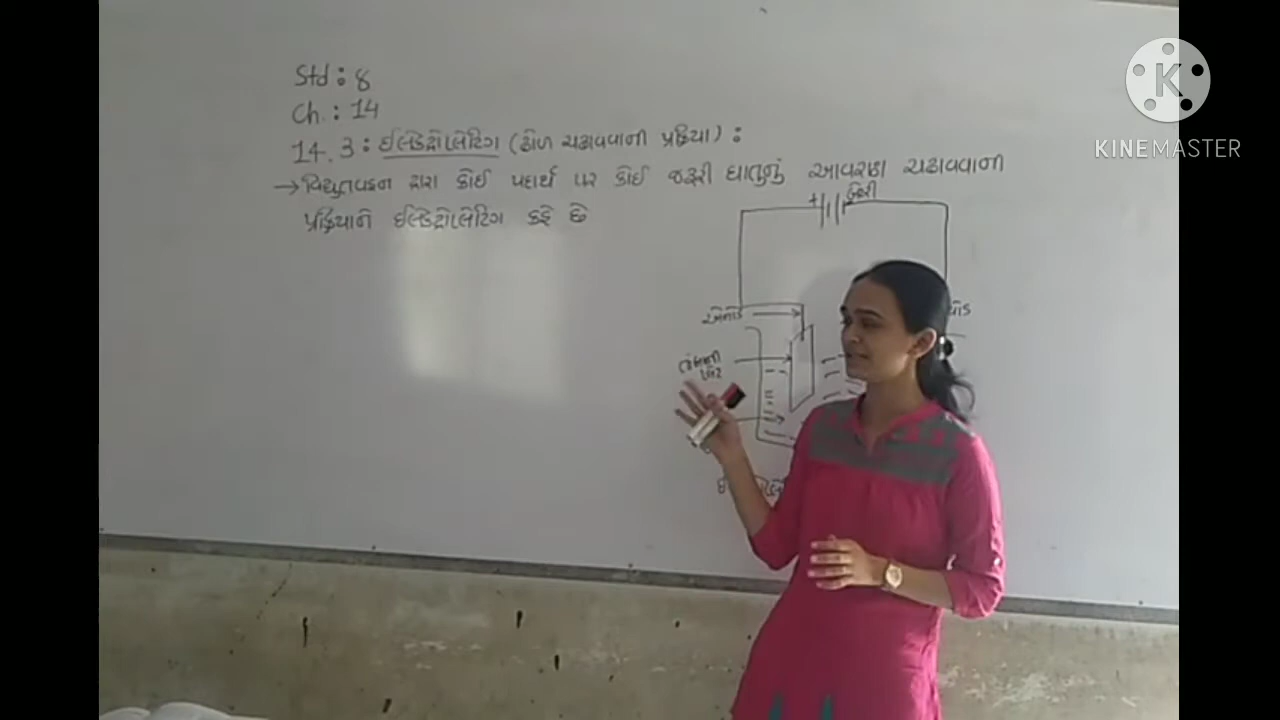 Std : 8
Ch. : 14
14.3 : ઈલેક્ટ્રોપ્લેટિંગ (ઢોળ ચઢાવવાની પ્રક્રિયા) :
→ વિદ્યુતવહન દ્વારા કોઈ પદાર્થ પર કોઈ જરૂરી ધાતુનું આવરણ ચઢાવવાની
પ્રક્રિયાને ઈલેક્ટ્રોપ્લેટિંગ કહે છે
+ બેટરી
એનોડ
તાંબાની
પ્લેટ
KINEMASTER